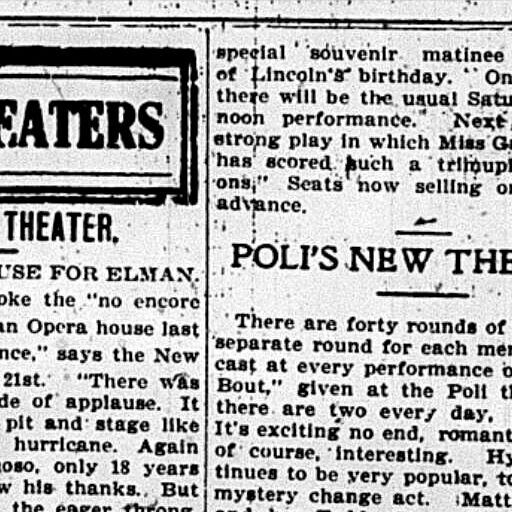 EATERS
THEATER.
USE FOR ELMAN.
oke the "no encore
an Opera house last
nce," says the New
21st. "There was
de of applause. It
pit and stage like
hurricane. Again
oso, only 18 years
w his thanks. But
the eager throng
special souvenir matinee
of Lincoln's birthday. On
there will be the usual Satu
noon performance. Next
strong play in which Miss Ga
has scored such a triumph
ons," Seats now selling or
advance.
POLI'S NEW THE
There are forty rounds of
separate round for each mem
cast at every performance o
Bout," given at the Poli th
there are two every day.
It's exciting no end, romant
of course, interesting. Hy
tinues to be very popular, to
mystery change act. Matt